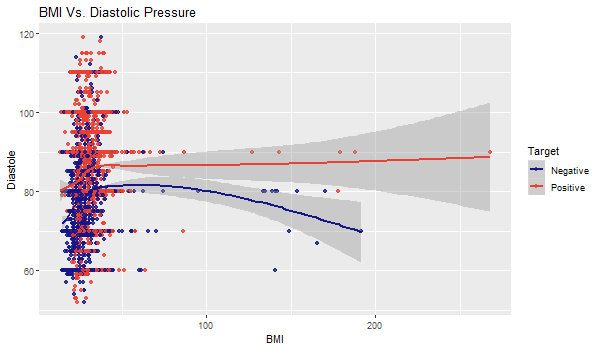 BMI Vs. Diastolic Pressure
120
100
80
60
Diastole
100
200
BMI
Target
Negative
Positive